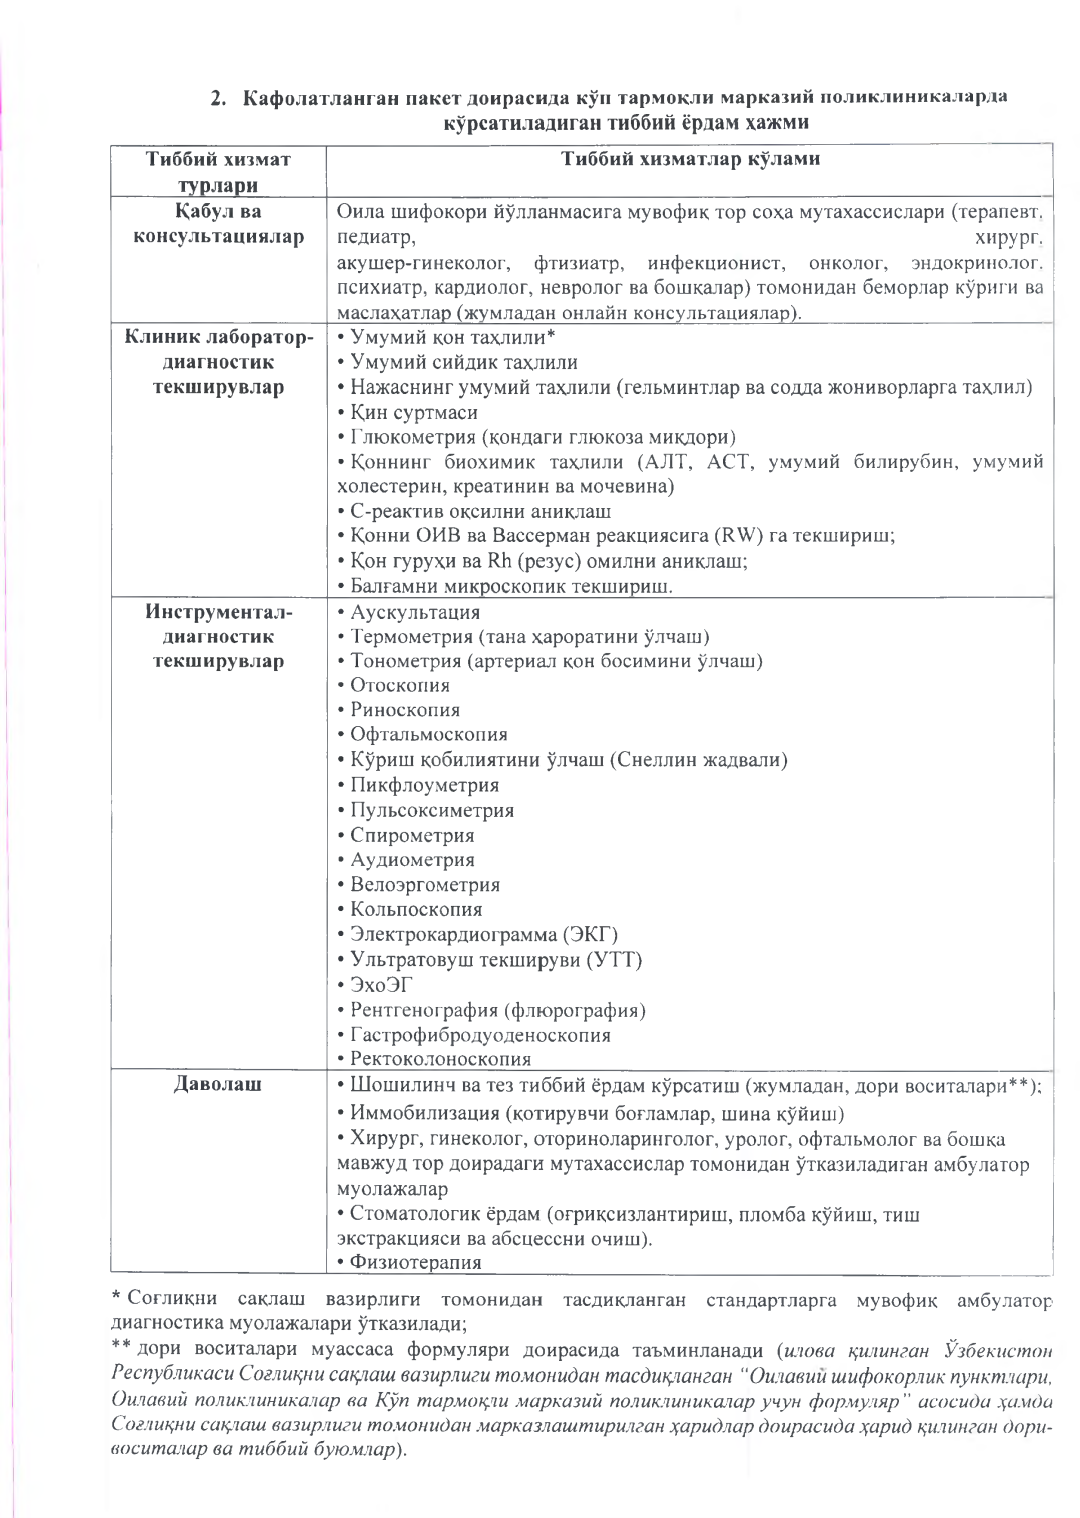 2. Кафолатланган пакет доирасида кўп тармоқли марказий поликлиникаларда
кўрсатиладиган тиббий ёрдам ҳажми
Тиббий хизмат
турлари
Тиббий хизматлар кўлами
Қабул ва
консультациялар
Оила шифокори йўлланмасига мувофиқ тор соҳа мутахассислари (терапевт,
педиатр, хирург,
акушер-гинеколог, фтизиатр, инфекционист, онколог, эндокринолог,
психиатр, кардиолог, невролог ва бошқалар) томонидан беморлар кўриги ва
маслаҳатлар (жумладан онлайн консультациялар).
Клиник лаборатор-
диагностик
текширувлар
• Умумий қон таҳлили*
• Умумий сийдик таҳлили
• Нажаснинг умумий таҳлили (гельминтлар ва содда жониворларга таҳлил)
• Қин суртмаси
• Глюкометрия (қондаги глюкоза миқдори)
• Қоннинг биохимик таҳлили (АЛТ, АСТ, умумий билирубин, умумий
холестерин, креатинин ва мочевина)
• С-реактив оқсилни аниқлаш
• Қонни ОИВ ва Вассерман реакциясига (RW) га текшириш;
• Қон гуруҳи ва Rh (резус) омилни аниқлаш;
• Балғамни микроскопик текшириш.
Инструментал-
диагностик
текширувлар
• Аускультация
• Термометрия (тана ҳароратини ўлчаш)
• Тонометрия (артериал қон босимини ўлчаш)
• Отоскопия
• Риноскопия
• Офтальмоскопия
• Кўриш қобилиятини ўлчаш (Снеллин жадвали)
• Пикфлоуметрия
• Пульсоксиметрия
• Спирометрия
• Аудиометрия
• Велоэргометрия
• Кольпоскопия
• Электрокардиограмма (ЭКГ)
• Ультратовуш текшируви (УТТ)
• ЭхоЭГ
• Рентгенография (флюрография)
• Гастрофибродуоденоскопия
• Ректоколоноскопия
Даволаш
• Шошилинч ва тез тиббий ёрдам кўрсатиш (жумладан, дори воситалари**);
• Иммобилизация (қотирувчи боғламлар, шина қўйиш)
• Хирург, гинеколог, оториноларинголог, уролог, офтальмолог ва бошқа
мавжуд тор доирадаги мутахассислар томонидан ўтказиладиган амбулатор
муолажалар
• Стоматологик ёрдам (оғриқсизлантириш, пломба қўйиш, тиш
экстракцияси ва абсцессни очиш).
• Физиотерапия
* Соғлиқни сақлаш вазирлиги томонидан тасдиқланган стандартларга мувофиқ амбулатор
диагностика муолажалари ўтказилади;
** дори воситалари муассаса формуляри доирасида таъминланади (илова қилинган Ўзбекистон
Республикаси Соғлиқни сақлаш вазирлиги томонидан тасдиқланган “Оилавий шифокорлик пунктлари,
Оилавий поликлиникалар ва Кўп тармоқли марказий поликлиникалар учун формуляр” асосида ҳамда
Соғлиқни сақлаш вазирлиги томонидан марказлаштирилган ҳаридлар доирасида ҳарид қилинган дори-
воситалар ва тиббий буюмлар).